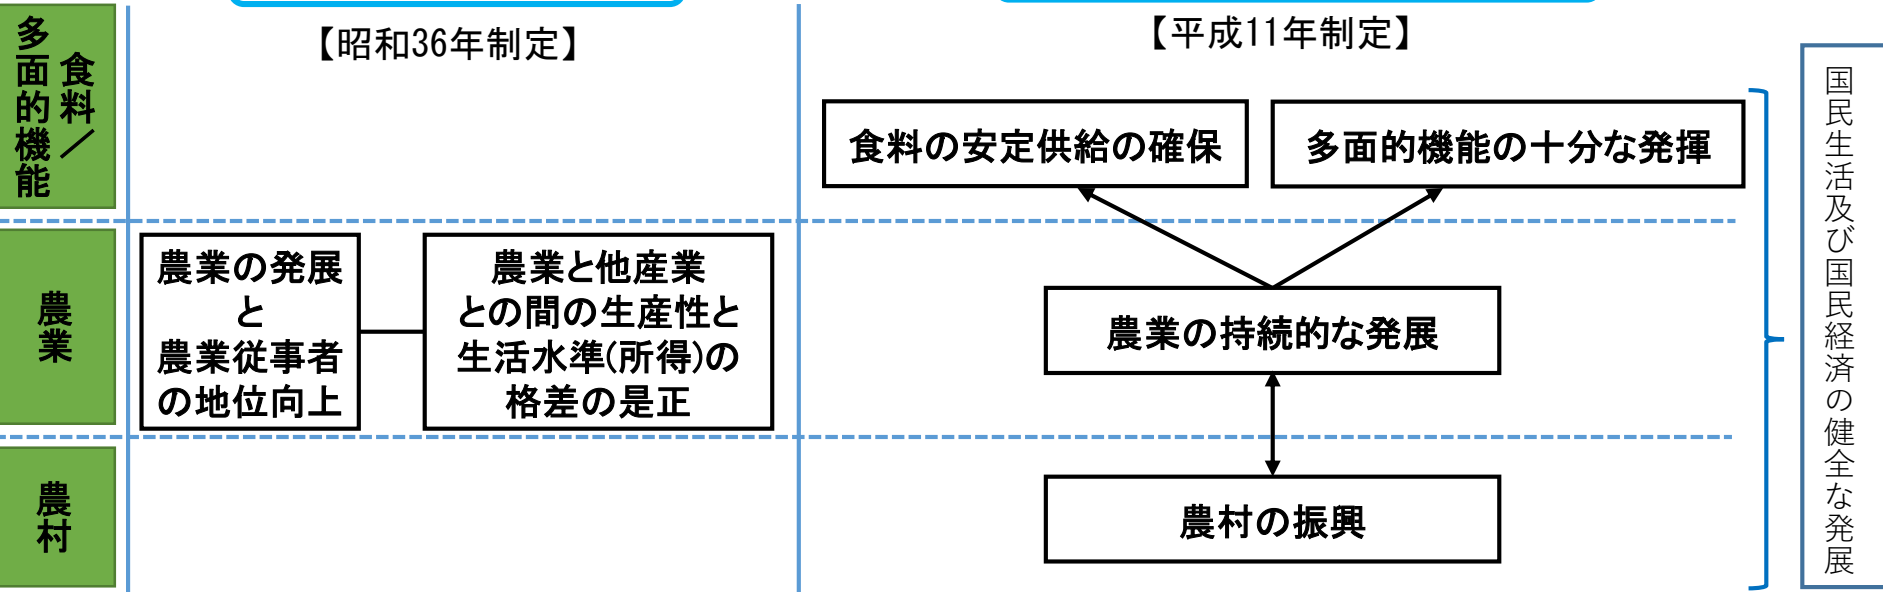 【昭和36年制定】
【平成11年制定】
食料／
多面的機能
食料の安定供給の確保
多面的機能の十分な発揮
農業
農業の発展
と
農業従事者
の地位向上
農業と他産業
との間の生産性と
生活水準(所得)の
格差の是正
農業の持続的な発展
農村
農村の振興
国民生活及び国民経済の健全な発展